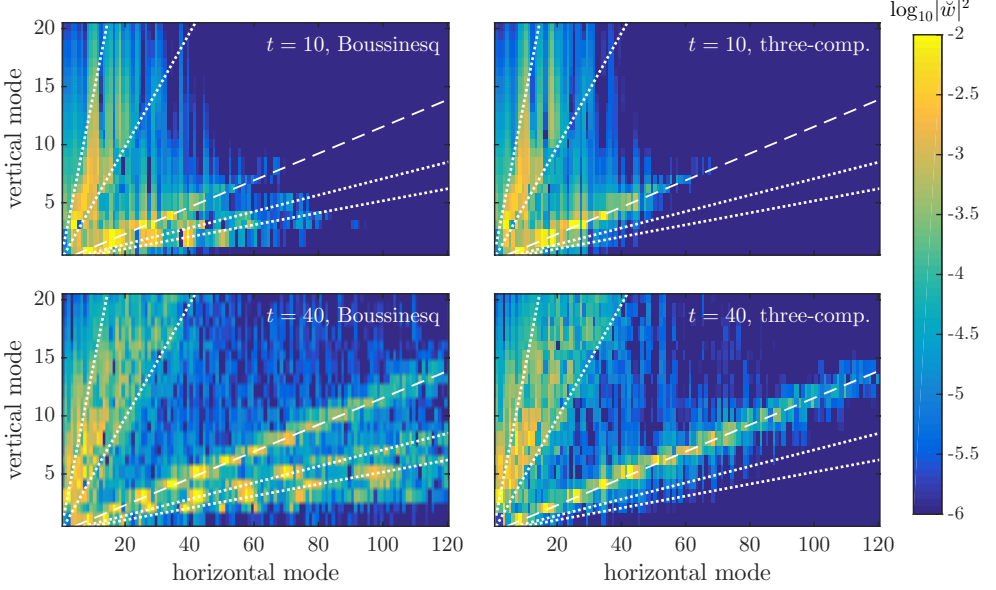 log₁₀|w̆|²
20
15
10
5
vertical mode
t = 10, Boussinesq
t = 10, three-comp.
-2
-2.5
-3
-3.5
-4
-4.5
-5
-5.5
-6
20
15
10
5
vertical mode
t = 40, Boussinesq
t = 40, three-comp.
20 40 60 80 100 120
horizontal mode
20 40 60 80 100 120
horizontal mode